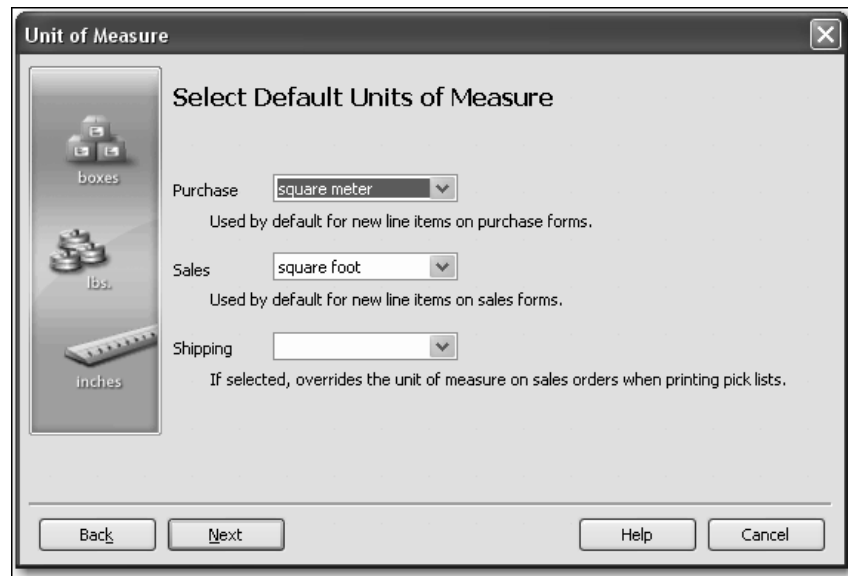 Unit of Measure
Select Default Units of Measure
boxes
Purchase square meter
Used by default for new line items on purchase forms.
lbs.
Sales square foot
Used by default for new line items on sales forms.
Shipping
inches
If selected, overrides the unit of measure on sales orders when printing pick lists.
Back Next Help Cancel